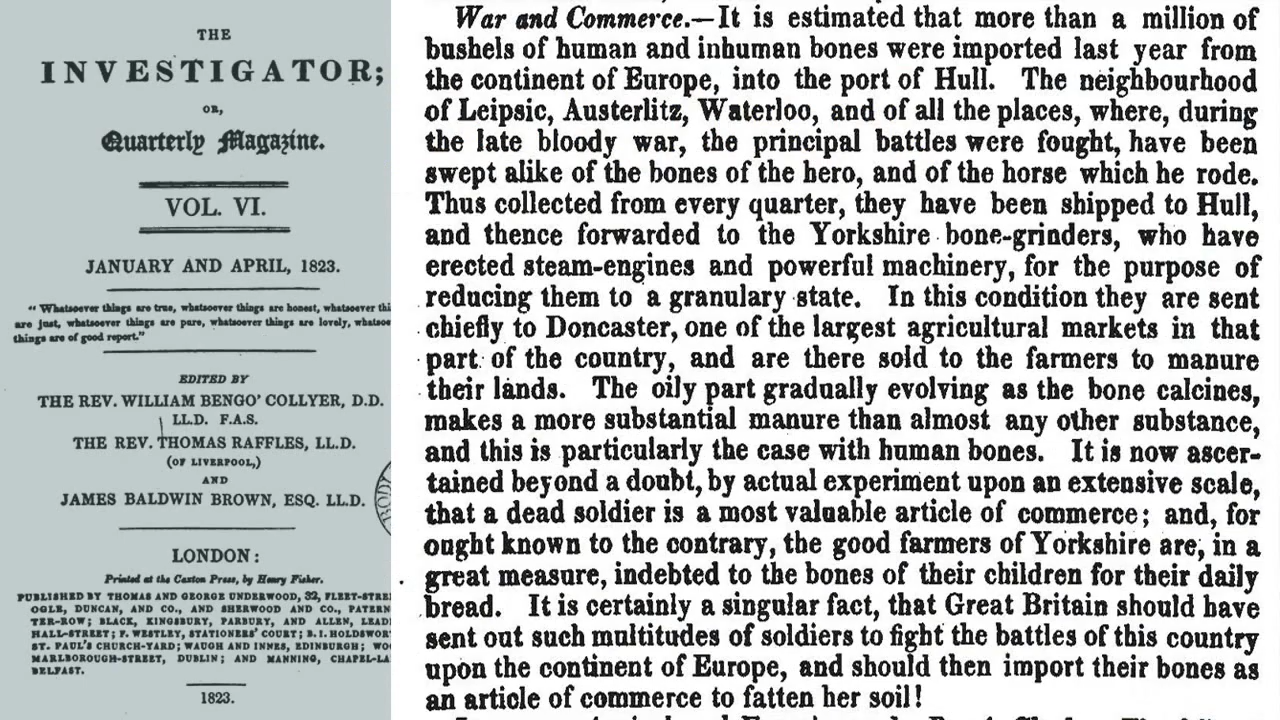 THE
INVESTIGATOR;
OR,
Quarterly Magazine.
VOL. VI.
JANUARY AND APRIL, 1823.
"Whatsoever things are true, whatsoever things are honest, whatsoever thi
are just, whatsoever things are pure, whatsoever things are lovely, whatsoe
things are of good report."
EDITED BY
THE REV. WILLIAM BENGO' COLLYER, D.D.
LL.D. F.A.S.
THE REV. THOMAS RAFFLES, LL.D.
(OF LIVERPOOL,)
AND
JAMES BALDWIN BROWN, ESQ. LL.D.
LONDON:
Printed at the Caxton Press, by Henry Fisher.
PUBLISHED BY THOMAS AND GEORGE UNDERWOOD, 32, FLEET-STRE
OGLE, DUNCAN, AND CO., AND SHERWOOD AND CO., PATERN
TER-ROW; BLACK, KINGSBURY, PARBURY, AND ALLEN, LEAD
HALL-STREET; F. WESTLEY, STATIONERS' COURT; B. I. HOLDSWOR
ST. PAUL'S CHURCH-YARD; WAUGH AND INNES, EDINBURGH; WO
MARLBOROUGH-STREET, DUBLIN; AND MANNING, CHAPEL-LA
BELFAST.
1823.
War and Commerce.—It is estimated that more than a million of
bushels of human and inhuman bones were imported last year from
the continent of Europe, into the port of Hull. The neighbourhood
of Leipsic, Austerlitz, Waterloo, and of all the places, where, during
the late bloody war, the principal battles were fought, have been
swept alike of the bones of the hero, and of the horse which he rode.
Thus collected from every quarter, they have been shipped to Hull,
and thence forwarded to the Yorkshire bone-grinders, who have
erected steam-engines and powerful machinery, for the purpose of
reducing them to a granulary state. In this condition they are sent
chiefly to Doncaster, one of the largest agricultural markets in that
part of the country, and are there sold to the farmers to manure
their lands. The oily part gradually evolving as the bone calcines,
makes a more substantial manure than almost any other substance,
and this is particularly the case with human bones. It is now ascer-
tained beyond a doubt, by actual experiment upon an extensive scale,
that a dead soldier is a most valuable article of commerce; and, for
ought known to the contrary, the good farmers of Yorkshire are, in a
great measure, indebted to the bones of their children for their daily
bread. It is certainly a singular fact, that Great Britain should have
sent out such multitudes of soldiers to fight the battles of this country
upon the continent of Europe, and should then import their bones as
an article of commerce to fatten her soil!